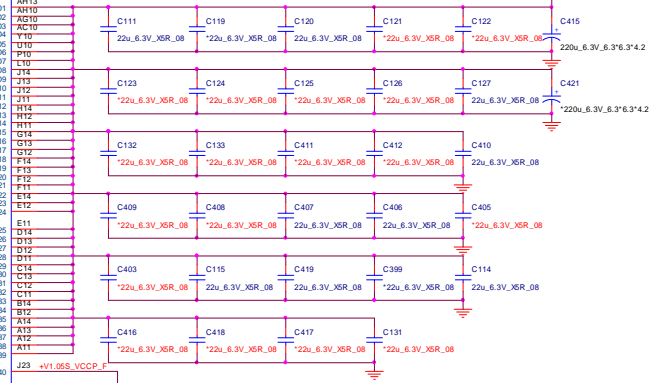 AH13
AH10
AG10
AC10
Y10
U10
P10
L10
J14
J13
J12
J11
H14
H12
H11
G14
G13
G12
F14
F13
F12
F11
E14
E12
E11
D14
D13
D12
D11
C14
C13
C12
C11
B14
B12
A14
A13
A12
A11
J23 +V1.05S_VCCP_F
C111 C119 C120 C121 C122 C415
22u_6.3V_X5R_08 *22u_6.3V_X5R_08 22u_6.3V_X5R_08 *22u_6.3V_X5R_08 *22u_6.3V_X5R_08
220u_6.3V_6.3*6.3*4.2
C123 C124 C125 C126 C127 C421
*22u_6.3V_X5R_08 *22u_6.3V_X5R_08 *22u_6.3V_X5R_08 *22u_6.3V_X5R_08 22u_6.3V_X5R_08
*220u_6.3V_6.3*6.3*4.2
C132 C133 C411 C412 C410
*22u_6.3V_X5R_08 *22u_6.3V_X5R_08 *22u_6.3V_X5R_08 *22u_6.3V_X5R_08 22u_6.3V_X5R_08
C409 C408 C407 C406 C405
*22u_6.3V_X5R_08 *22u_6.3V_X5R_08 22u_6.3V_X5R_08 22u_6.3V_X5R_08 *22u_6.3V_X5R_08
C403 C115 C419 C399 C114
*22u_6.3V_X5R_08 22u_6.3V_X5R_08 22u_6.3V_X5R_08 *22u_6.3V_X5R_08 22u_6.3V_X5R_08
C416 C418 C417 C131
*22u_6.3V_X5R_08 *22u_6.3V_X5R_08 *22u_6.3V_X5R_08 *22u_6.3V_X5R_08